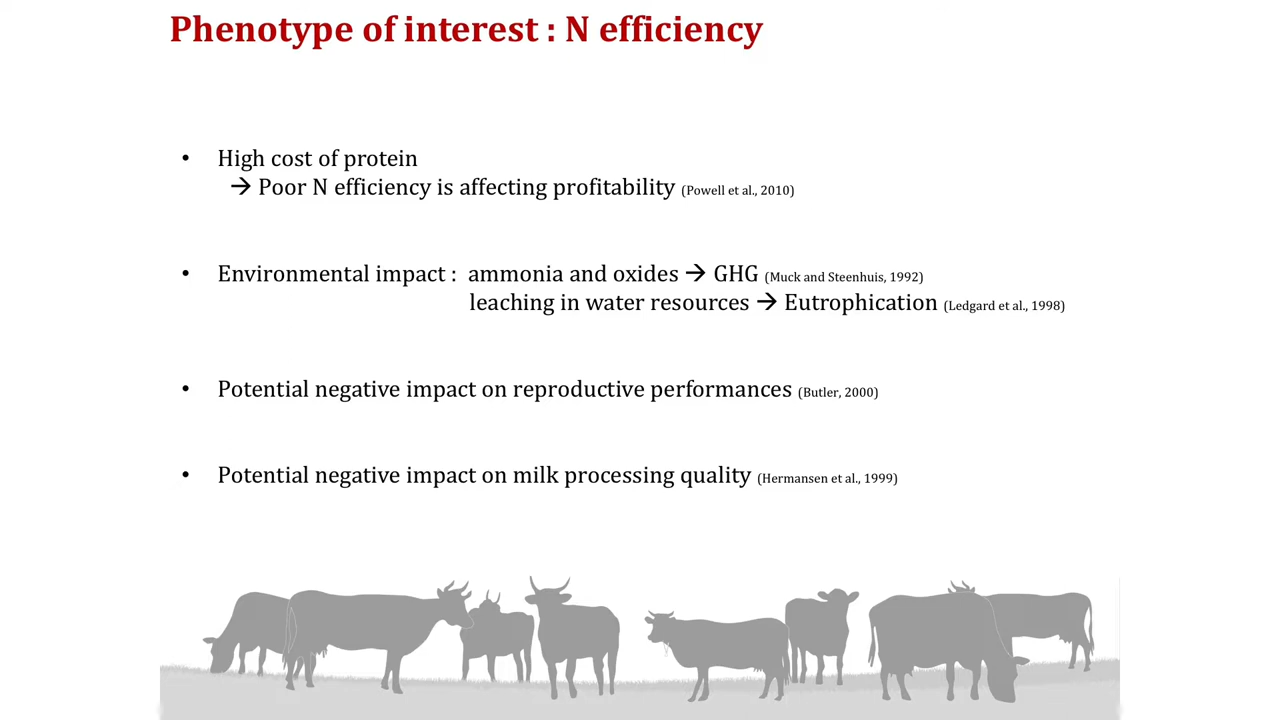 Phenotype of interest : N efficiency
• High cost of protein
→ Poor N efficiency is affecting profitability (Powell et al., 2010)
• Environmental impact : ammonia and oxides → GHG (Muck and Steenhuis, 1992)
leaching in water resources → Eutrophication (Ledgard et al., 1998)
• Potential negative impact on reproductive performances (Butler, 2000)
• Potential negative impact on milk processing quality (Hermansen et al., 1999)